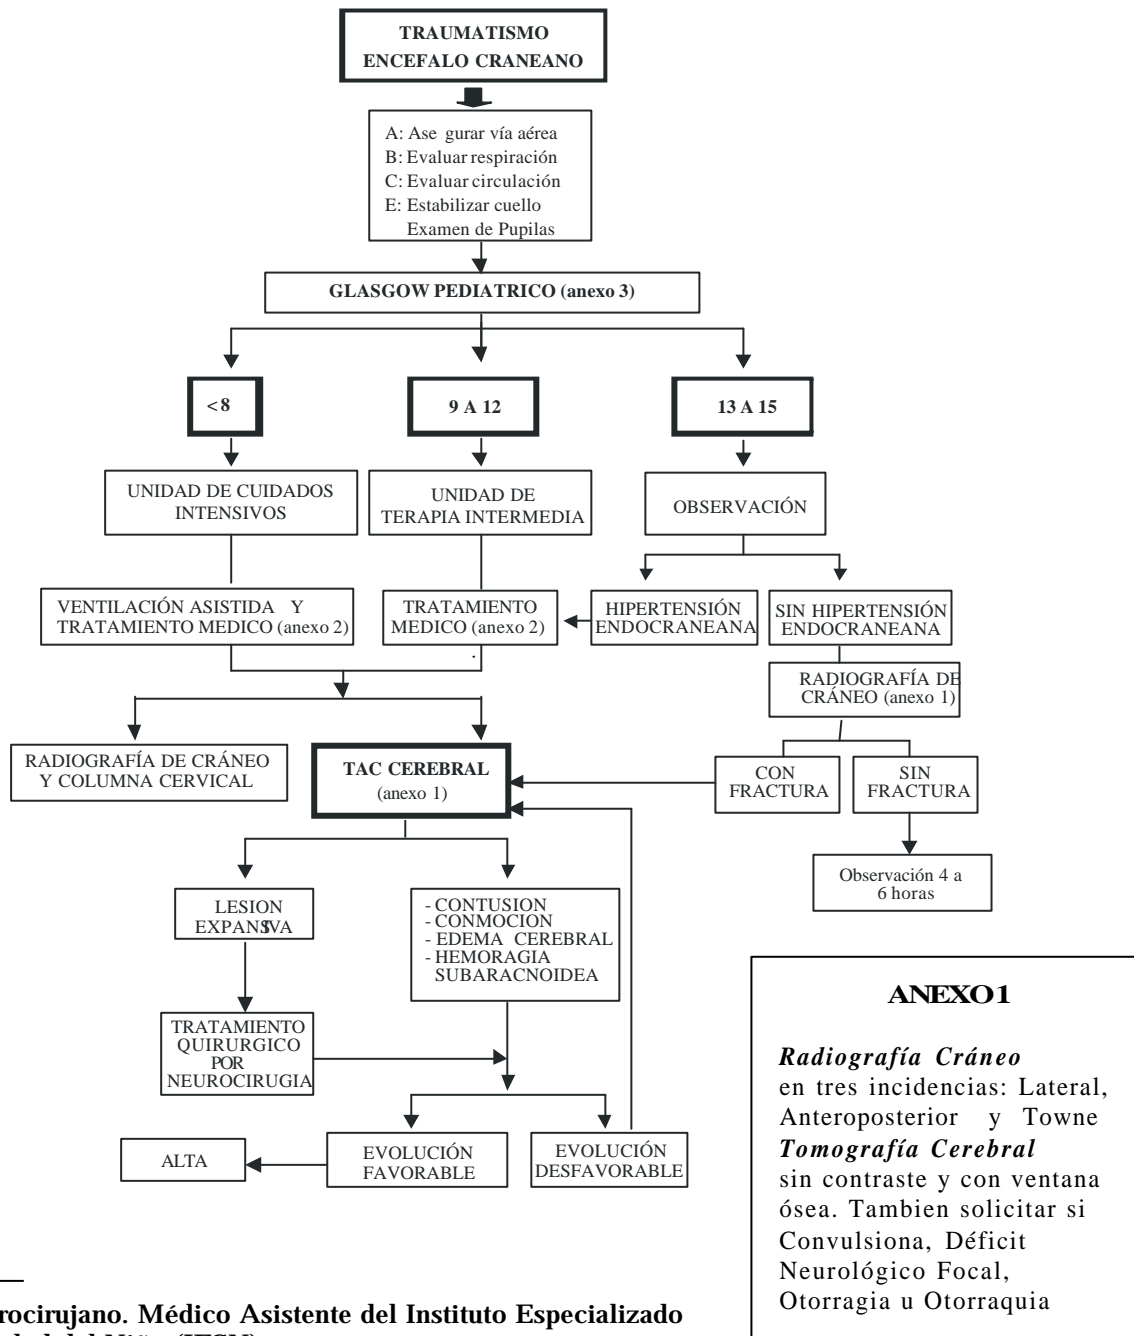 TRAUMATISMO
ENCEFALO CRANEANO
A: Ase gurar vía aérea
B: Evaluar respiración
C: Evaluar circulación
E: Estabilizar cuello
Examen de Pupilas
GLASGOW PEDIATRICO (anexo 3)
<8
9 A 12
13 A 15
UNIDAD DE CUIDADOS
INTENSIVOS
UNIDAD DE
TERAPIA INTERMEDIA
OBSERVACIÓN
VENTILACIÓN ASISTIDA Y
TRATAMIENTO MEDICO (anexo 2)
TRATAMIENTO
MEDICO (anexo 2)
HIPERTENSIÓN
ENDOCRANEANA
SIN HIPERTENSIÓN
ENDOCRANEANA
RADIOGRAFÍA DE
CRÁNEO (anexo 1)
RADIOGRAFÍA DE CRÁNEO
Y COLUMNA CERVICAL
TAC CEREBRAL
(anexo 1)
CON
FRACTURA
SIN
FRACTURA
Observación 4 a
6 horas
LESION
EXPANSIVA
- CONTUSION
- CONMOCION
- EDEMA CEREBRAL
- HEMORAGIA
SUBARACNOIDEA
TRATAMIENTO
QUIRURGICO
POR
NEUROCIRUGIA
ALTA
EVOLUCIÓN
FAVORABLE
EVOLUCIÓN
DESFAVORABLE
ANEXO 1
Radiografía Cráneo
en tres incidencias: Lateral,
Anteroposterior y Towne
Tomografía Cerebral
sin contraste y con ventana
ósea. Tambien solicitar si
Convulsiona, Déficit
Neurológico Focal,
Otorragia u Otorraquia
rocirujano. Médico Asistente del Instituto Especializado